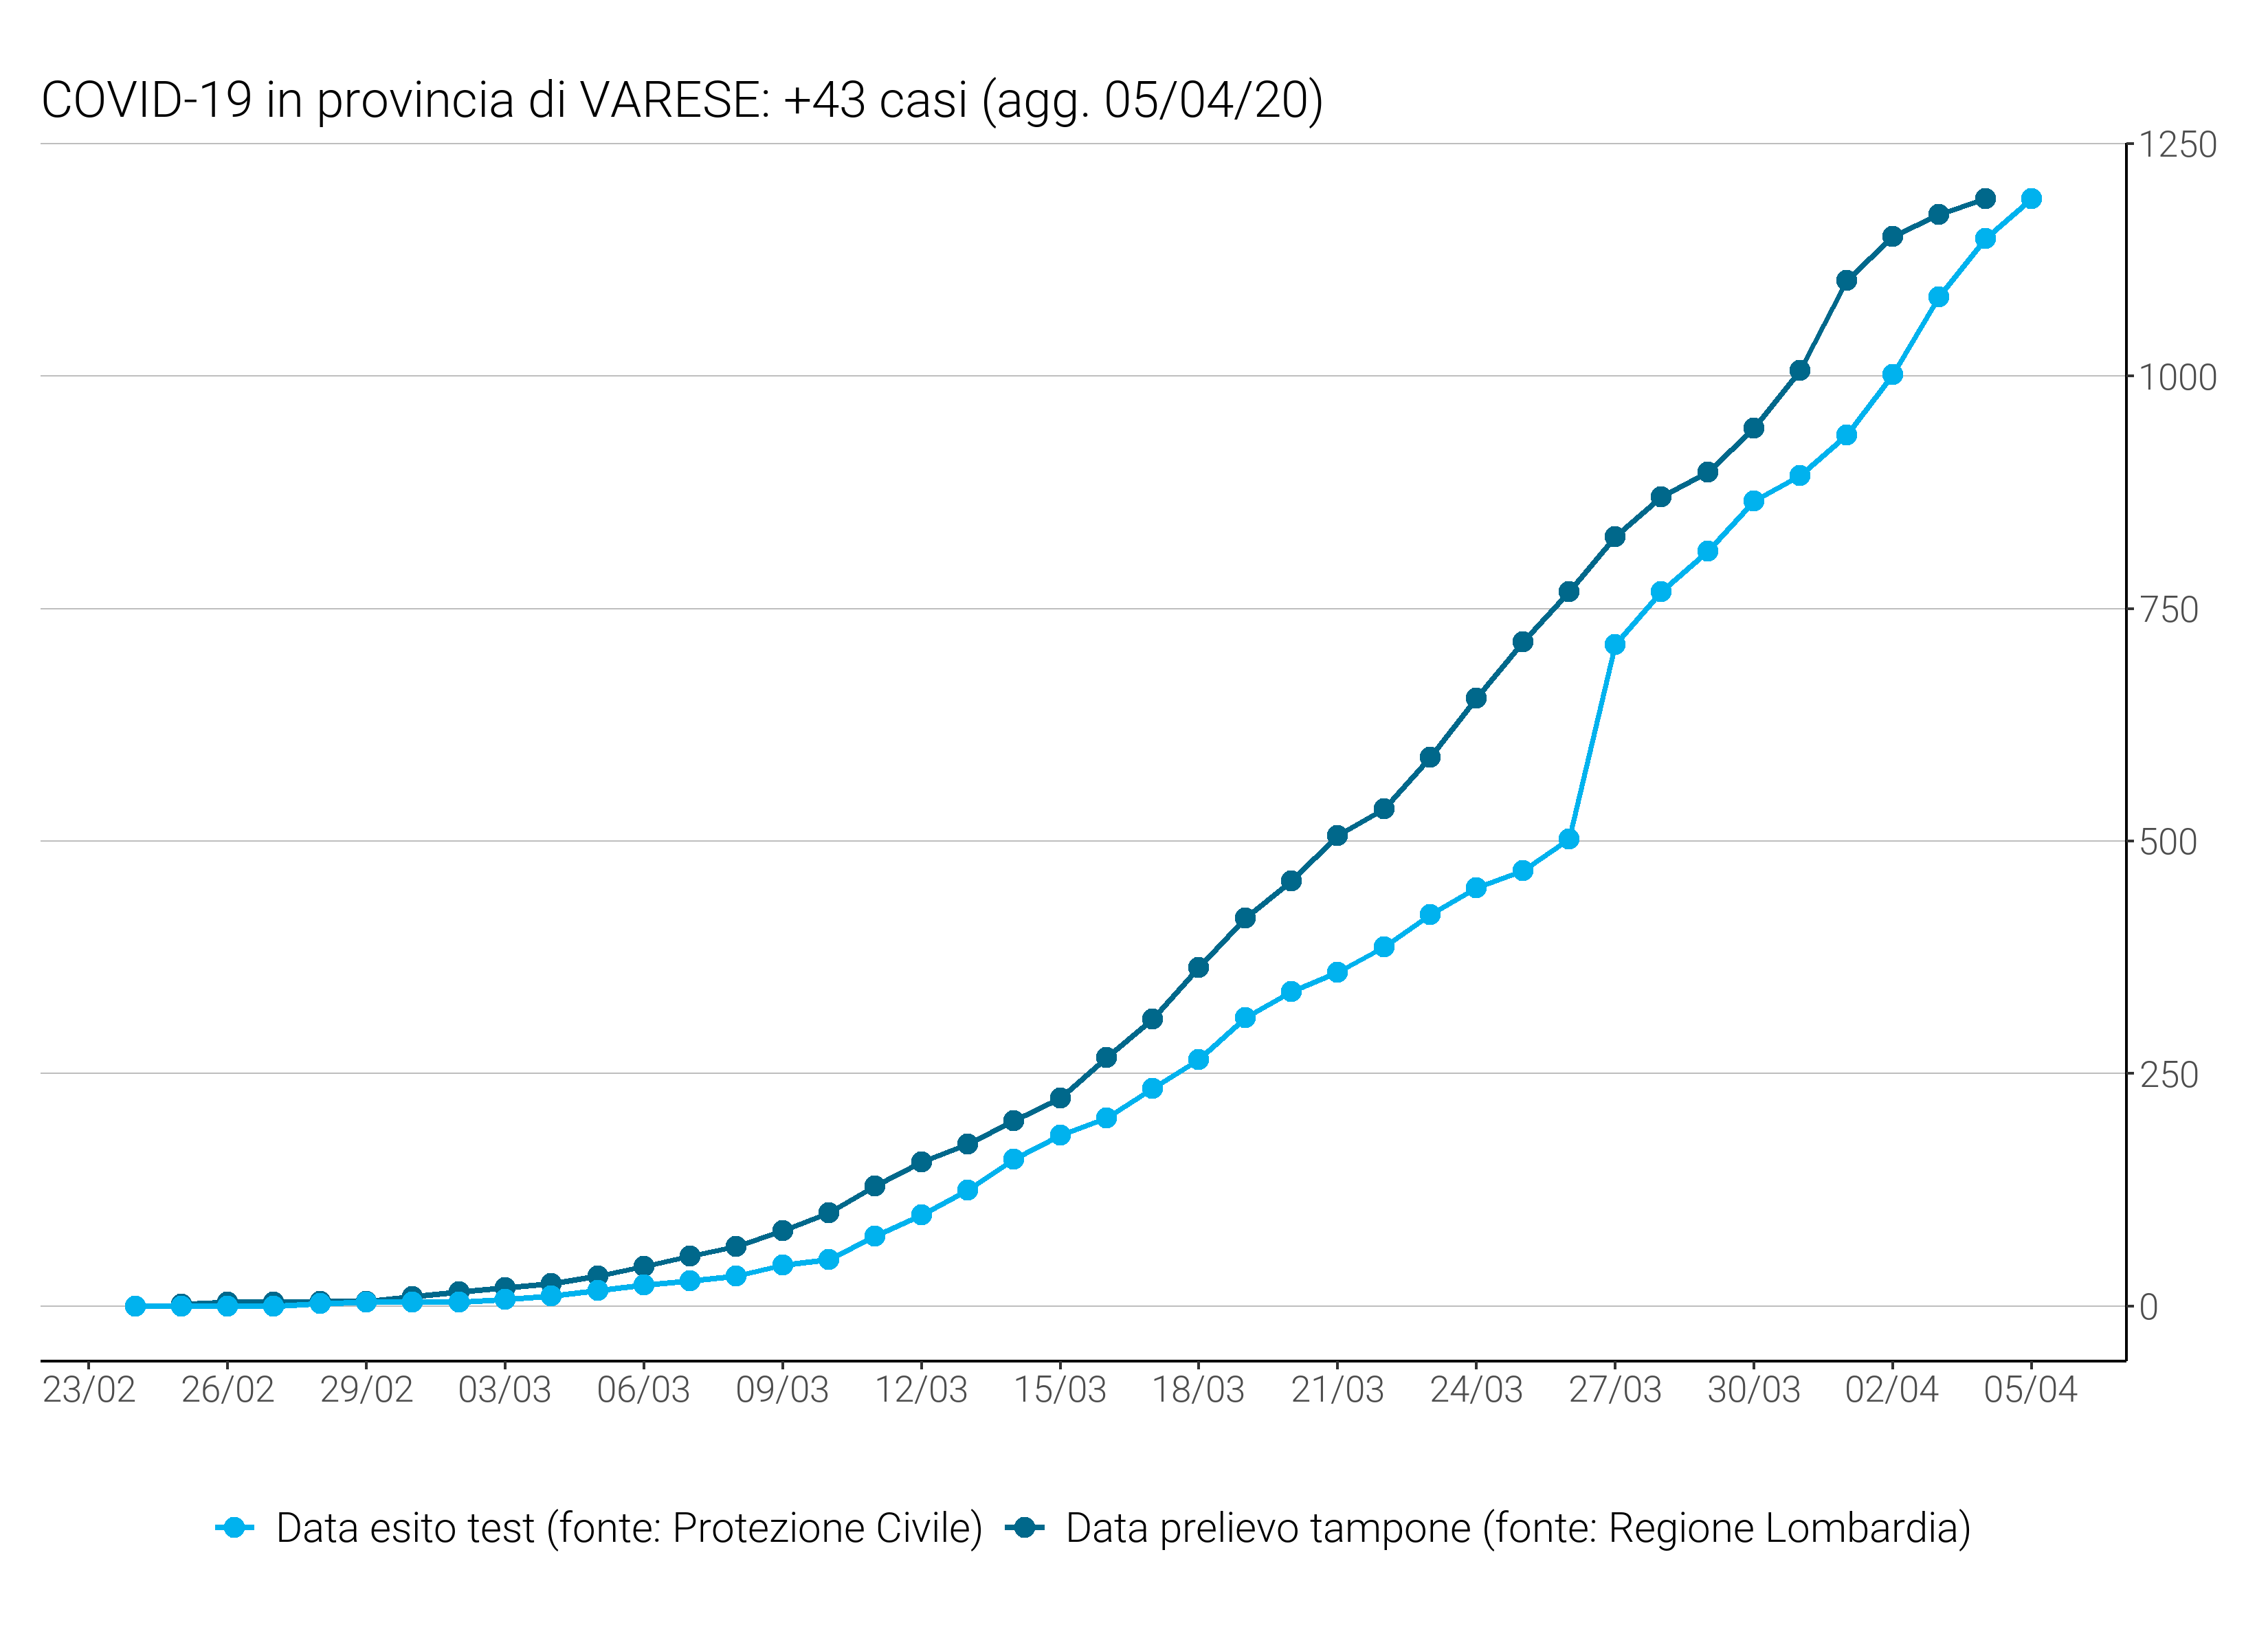 COVID-19 in provincia di VARESE: +43 casi (agg. 05/04/20)
1250
1000
750
500
250
0
23/02 26/02 29/02 03/03 06/03 09/03 12/03 15/03 18/03 21/03 24/03 27/03 30/03 02/04 05/04
Data esito test (fonte: Protezione Civile) Data prelievo tampone (fonte: Regione Lombardia)